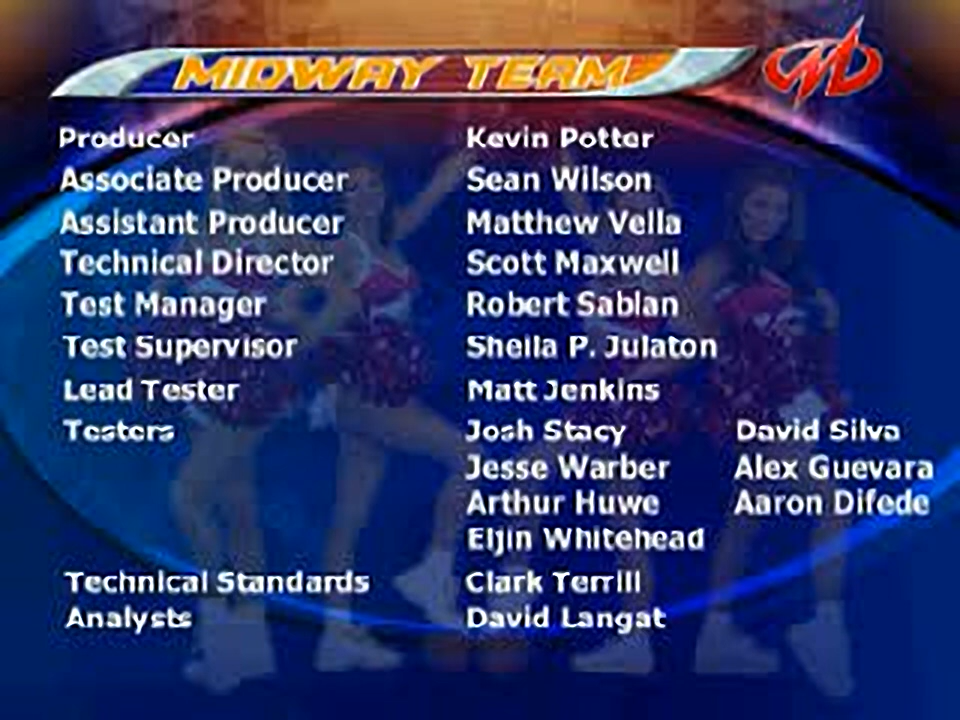 MIDWAY TEAM
Producer Kevin Potter
Associate Producer Sean Wilson
Assistant Producer Matthew Vella
Technical Director Scott Maxwell
Test Manager Robert Sablan
Test Supervisor Sheila P. Julaton
Lead Tester Matt Jenkins
Testers Josh Stacy David Silva
Jesse Warber Alex Guevara
Arthur Huwe Aaron Difede
Eljin Whitehead
Technical Standards Clark Terrill
Analysts David Langat